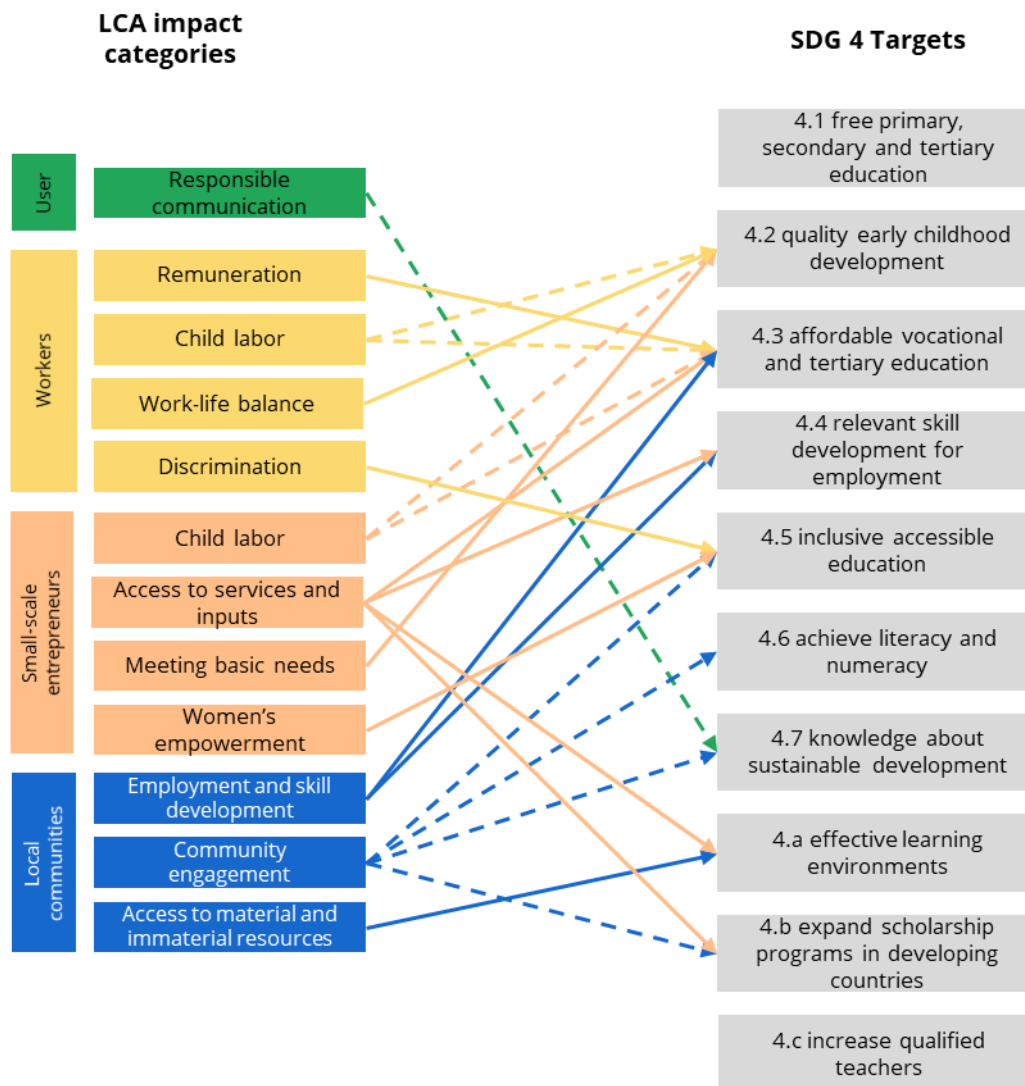 LCA impact
categories
SDG 4 Targets
User
Responsible
communication
Workers
Remuneration
Child labor
Work-life balance
Discrimination
Small-scale
entrepreneurs
Child labor
Access to services and
inputs
Meeting basic needs
Women's
empowerment
Local
communities
Employment and skill
development
Community
engagement
Access to material and
immaterial resources
4.1 free primary,
secondary and tertiary
education
4.2 quality early childhood
development
4.3 affordable vocational
and tertiary education
4.4 relevant skill
development for
employment
4.5 inclusive accessible
education
4.6 achieve literacy and
numeracy
4.7 knowledge about
sustainable development
4.a effective learning
environments
4.b expand scholarship
programs in developing
countries
4.c increase qualified
teachers